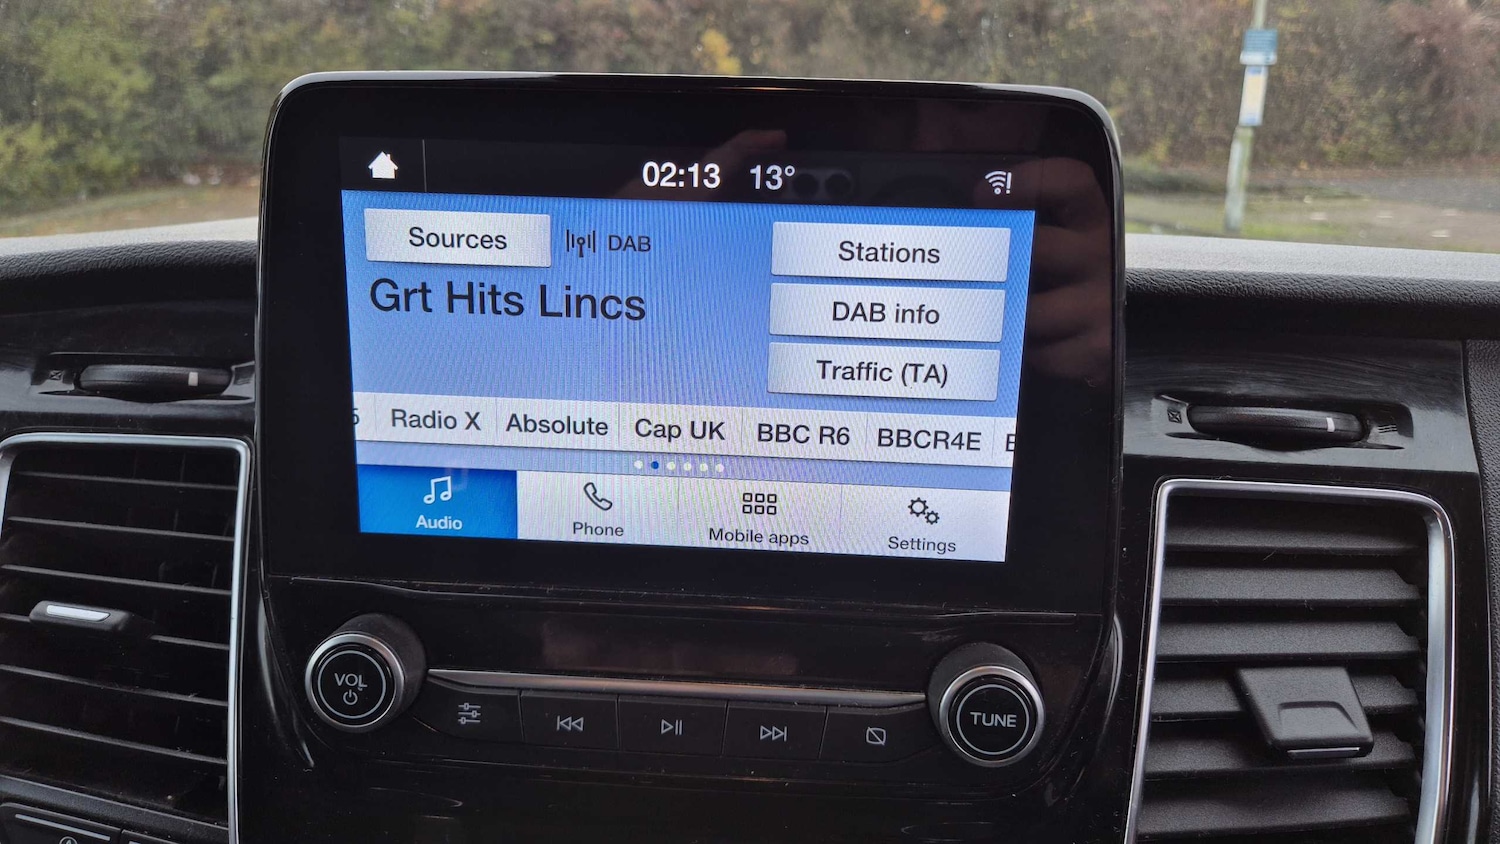 02:13 13°
Sources DAB
Stations
Grt Hits Lincs
DAB info
Traffic (TA)
Radio X Absolute Cap UK BBC R6 BBCR4E
Audio Phone Mobile apps Settings
VOL
TUNE